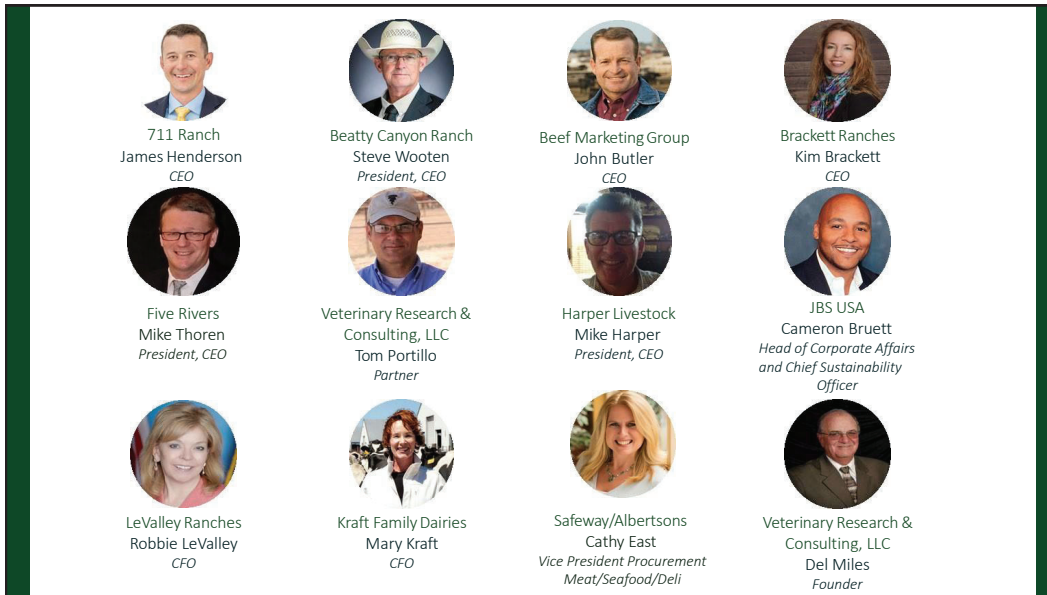 711 Ranch
James Henderson
CEO
Beatty Canyon Ranch
Steve Wooten
President, CEO
Beef Marketing Group
John Butler
CEO
Brackett Ranches
Kim Brackett
CEO
Five Rivers
Mike Thoren
President, CEO
Veterinary Research &
Consulting, LLC
Tom Portillo
Partner
Harper Livestock
Mike Harper
President, CEO
JBS USA
Cameron Bruett
Head of Corporate Affairs
and Chief Sustainability
Officer
LeValley Ranches
Robbie LeValley
CFO
Kraft Family Dairies
Mary Kraft
CFO
Safeway/Albertsons
Cathy East
Vice President Procurement
Meat/Seafood/Deli
Veterinary Research &
Consulting, LLC
Del Miles
Founder